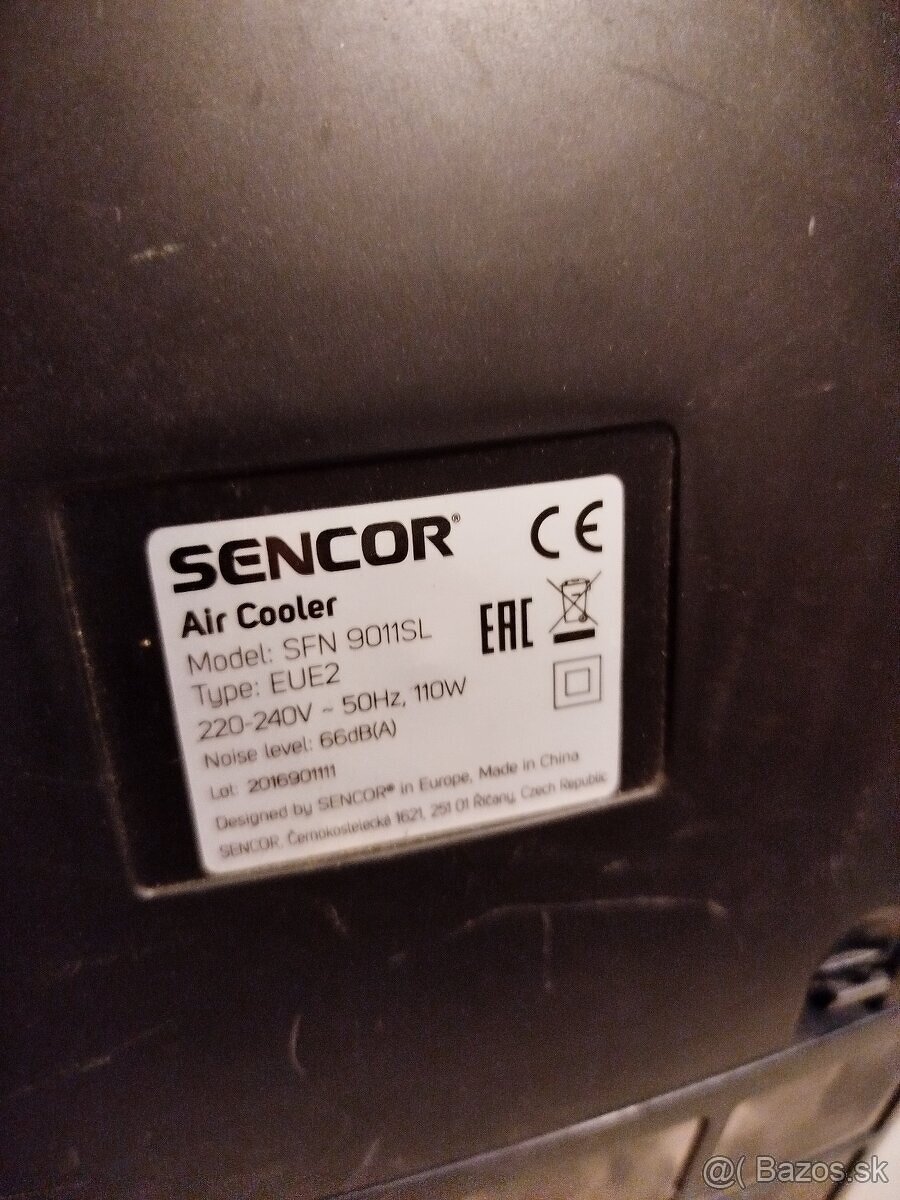 SENCOR®
CE
Air Cooler
EAC
Model: SFN 9011SL
Type: EUE2
220-240V ~ 50Hz, 110W
Noise level: 66dB(A)
Lot: 2016901111
Designed by SENCOR® in Europe, Made in China
SENCOR, Černokostelecká 1621, 251 01 Říčany, Czech Republic
@( Bazos.sk